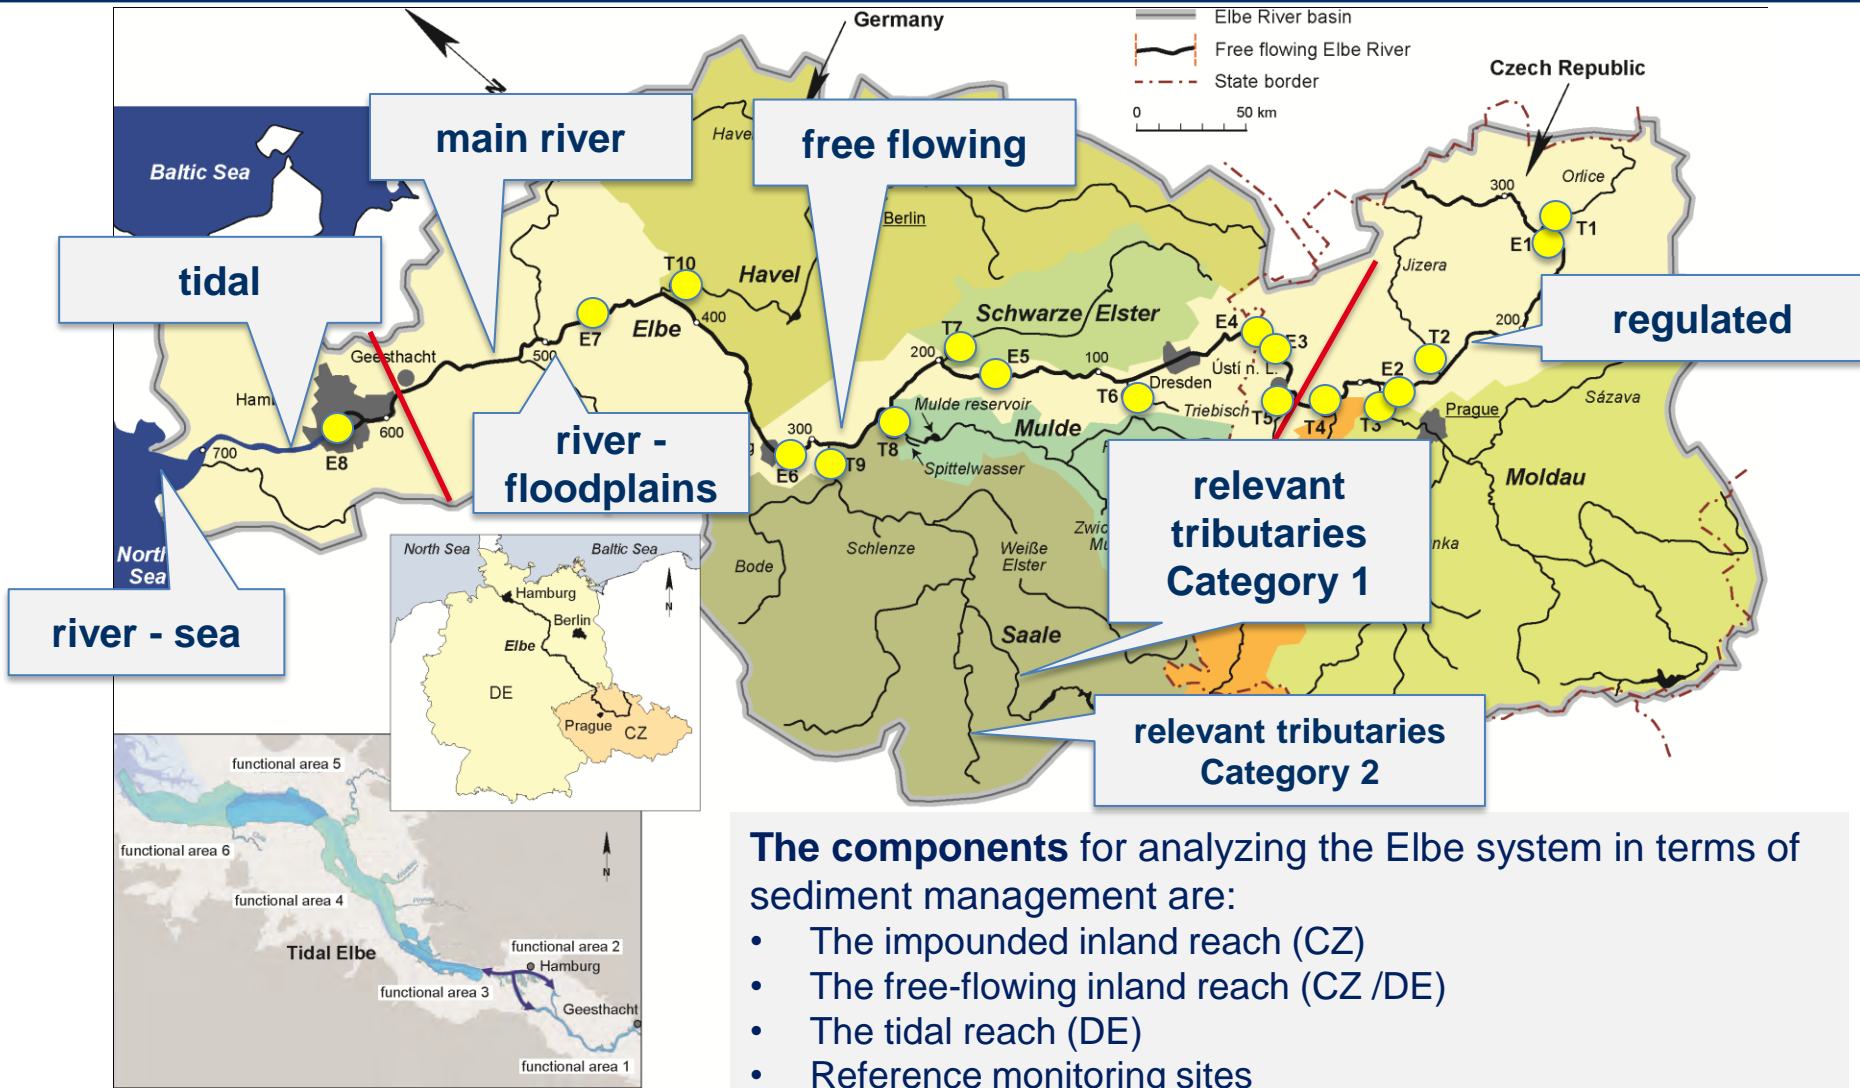 Germany
Elbe River basin
Free flowing Elbe River
State border
0 50 km
Czech Republic
N
Baltic Sea
main river
free flowing
Berlin
Orlice
300
T1
E1
Jizera
tidal
T10
Havel
400
Elbe
E7
500
Schwarze Elster
T7
200
E5
100
E4
E3
Ústí n. L.
T2
200
regulated
E2
Geesthacht
Dresden
T6
Triebisch
T5
T4
T3
Prague
Sázava
600
E8
700
river -
floodplains
300
E6
T9
T8
Mulde reservoir
Mulde
Spittelwasser
Moldau
relevant
tributaries
Category 1
North
Sea
river - sea
Bode
Schlenze
Weiße
Elster
Saale
relevant tributaries
Category 2
North Sea
Baltic Sea
Hamburg
N
Berlin
Elbe
DE
Prague
CZ
functional area 5
functional area 6
functional area 4
N
Tidal Elbe
functional area 2
Hamburg
functional area 3
Geesthacht
functional area 1
The components for analyzing the Elbe system in terms of
sediment management are:
• The impounded inland reach (CZ)
• The free-flowing inland reach (CZ /DE)
• The tidal reach (DE)
• Reference monitoring sites